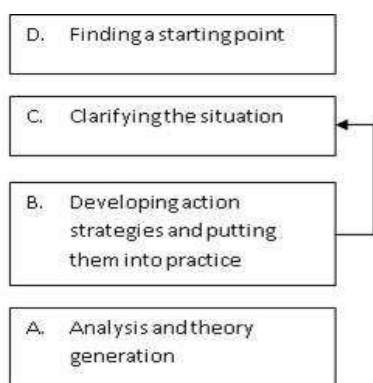 D. Finding a starting point
C. Clarifying the situation
B. Developing action
strategies and putting
them into practice
A. Analysis and theory
generation